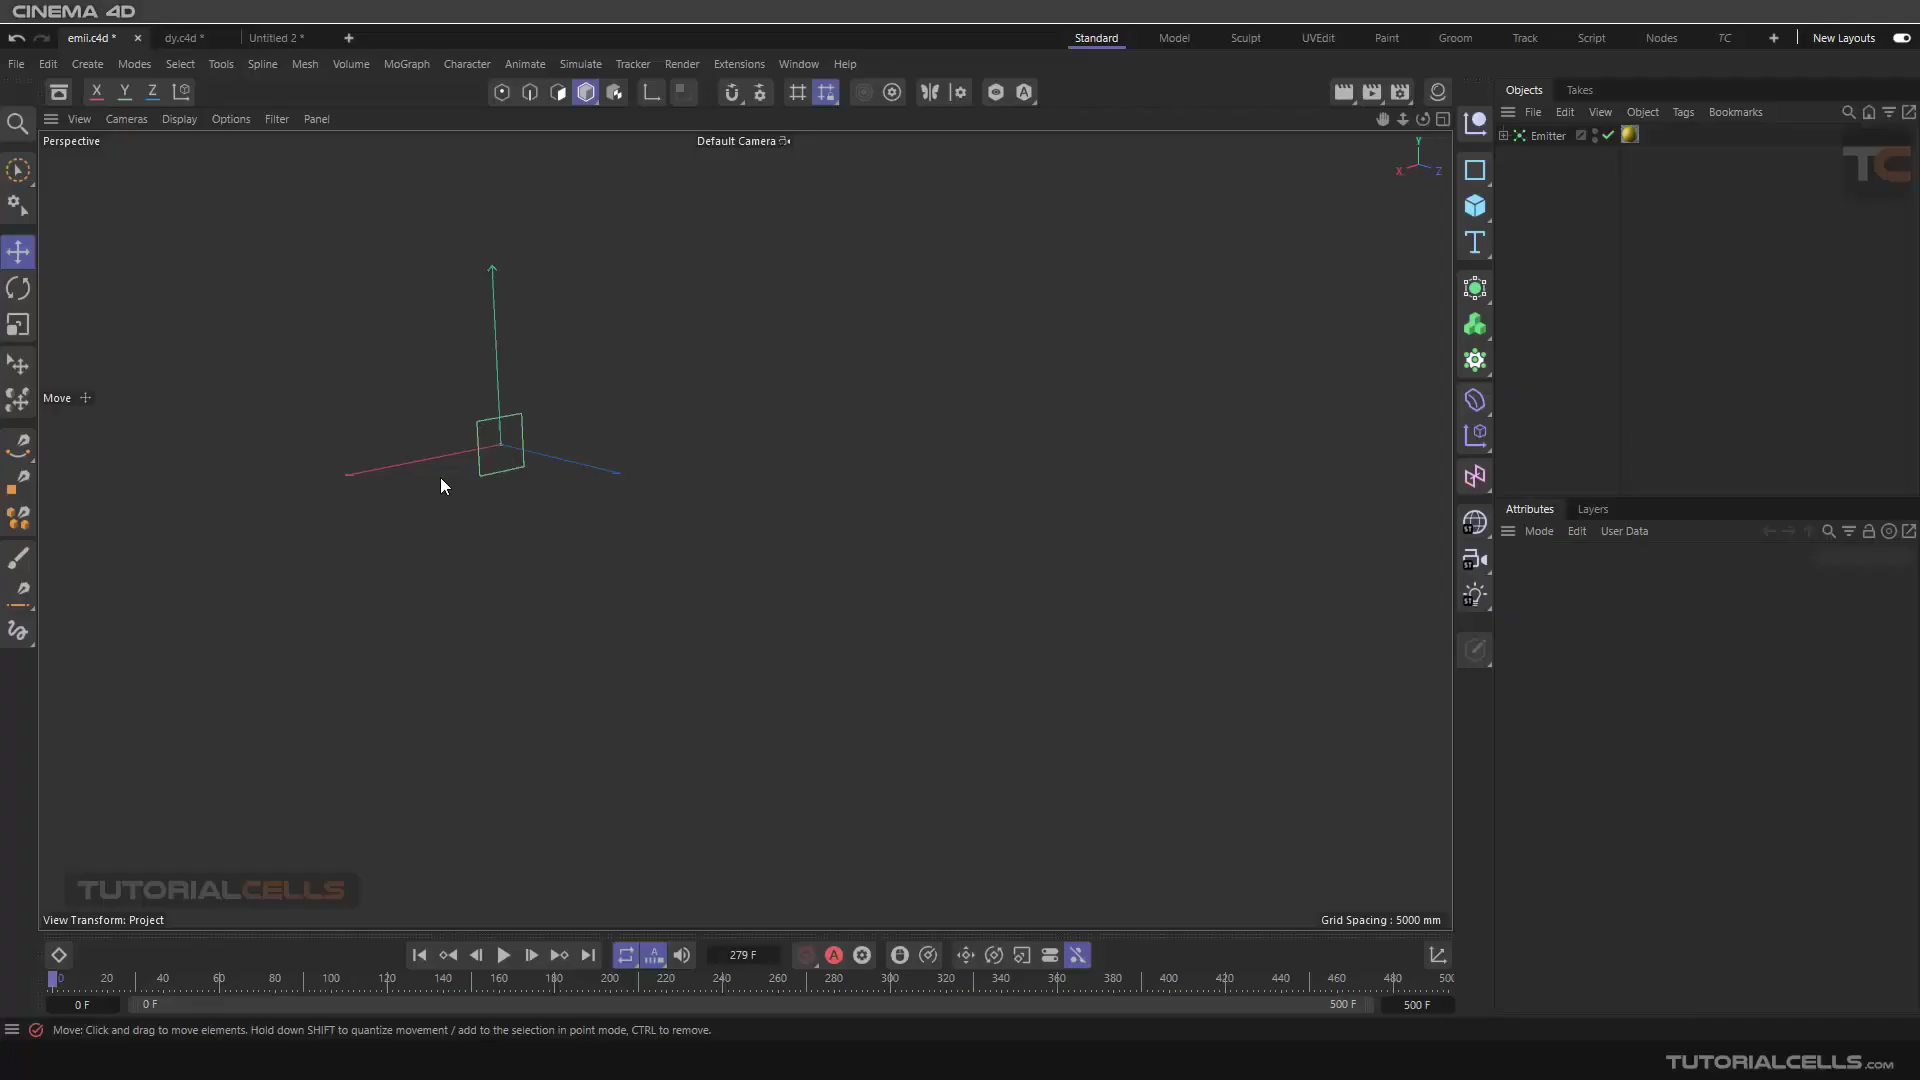 CINEMA 4D
emii.c4d *
dy.c4d *
Untitled 2 *
Standard
Model
Sculpt
UVEdit
Paint
Groom
Track
Script
Nodes
TC
New Layouts
File Edit Create Modes Select Tools Spline Mesh Volume MoGraph Character Animate Simulate Tracker Render Extensions Window Help
X Y Z
Objects Takes
File Edit View Object Tags Bookmarks
View Cameras Display Options Filter Panel
Perspective
Default Camera
Y
X Z
Emitter
TC
Move
Attributes Layers
Mode Edit User Data
TUTORIALCELLS
View Transform: Project
Grid Spacing : 5000 mm
279 F
0 20 40 60 80 100 120 140 160 180 200 220 240 260 280 300 320 340 360 380 400 420 440 460 480 500
0 F
0 F
500 F
500 F
Move: Click and drag to move elements. Hold down SHIFT to quantize movement / add to the selection in point mode, CTRL to remove.
TUTORIALCELLS.com